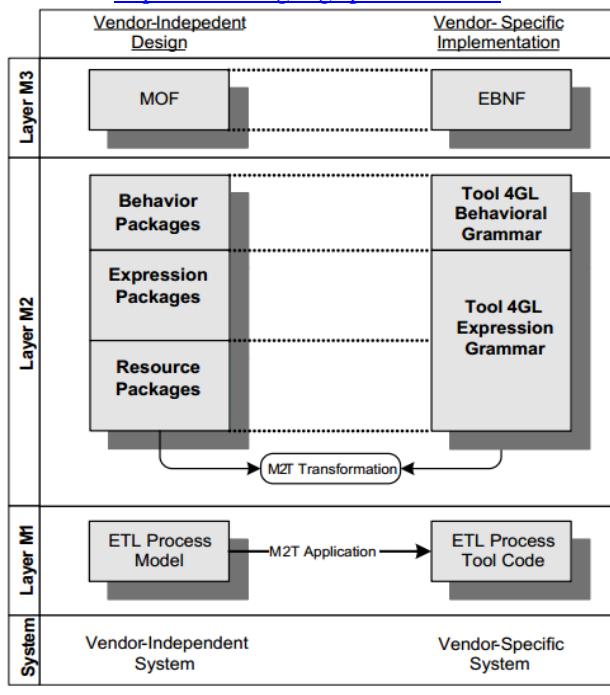 Vendor-Indepedent
Design
Vendor- Specific
Implementation
Layer M3
MOF
EBNF
Layer M2
Behavior
Packages
Expression
Packages
Resource
Packages
Tool 4GL
Behavioral
Grammar
Tool 4GL
Expression
Grammar
M2T Transformation
Layer M1
ETL Process
Model
M2T Application
ETL Process
Tool Code
System
Vendor-Independent
System
Vendor-Specific
System